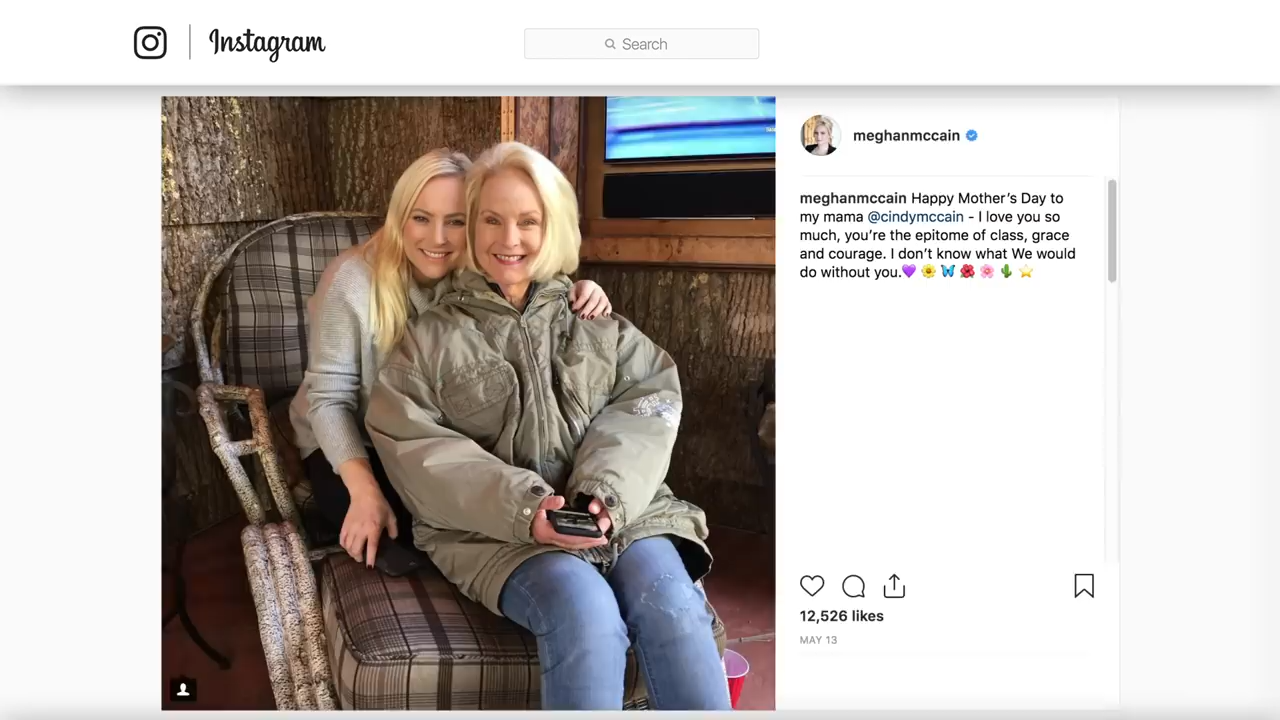 Instagram
Search
meghanmccain
meghanmccain Happy Mother's Day to
my mama @cindymccain - I love you so
much, you're the epitome of class, grace
and courage. I don't know what We would
do without you.💜 🌻 🦋 🌺 🌸 🌵 ⭐
12,526 likes
MAY 13